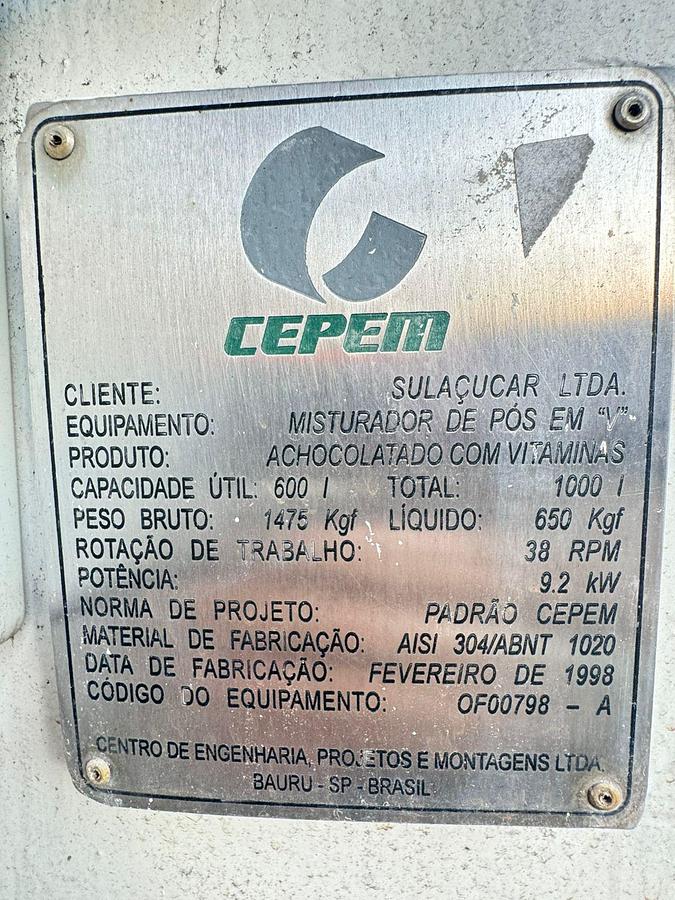 CEPEM
CLIENTE: SULAÇUCAR LTDA.
EQUIPAMENTO: MISTURADOR DE PÓS EM "V"
PRODUTO: ACHOCOLATADO COM VITAMINAS
CAPACIDADE ÚTIL: 600 l TOTAL: 1000 l
PESO BRUTO: 1475 Kgf LÍQUIDO: 650 Kgf
ROTAÇÃO DE TRABALHO: 38 RPM
POTÊNCIA: 9.2 kW
NORMA DE PROJETO: PADRÃO CEPEM
MATERIAL DE FABRICAÇÃO: AISI 304/ABNT 1020
DATA DE FABRICAÇÃO: FEVEREIRO DE 1998
CÓDIGO DO EQUIPAMENTO: OF00798 - A
CENTRO DE ENGENHARIA, PROJETOS E MONTAGENS LTDA.
BAURU - SP - BRASIL